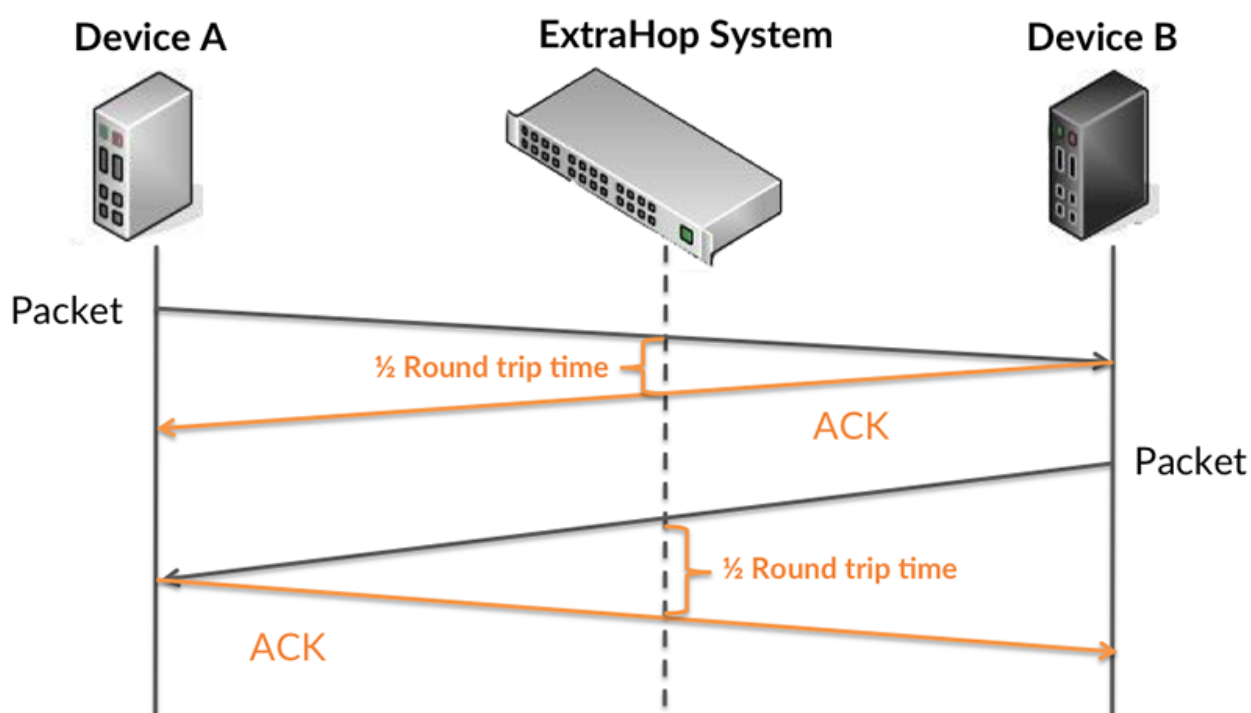 Device A
ExtraHop System
Device B
Packet
½ Round trip time
ACK
Packet
½ Round trip time
ACK